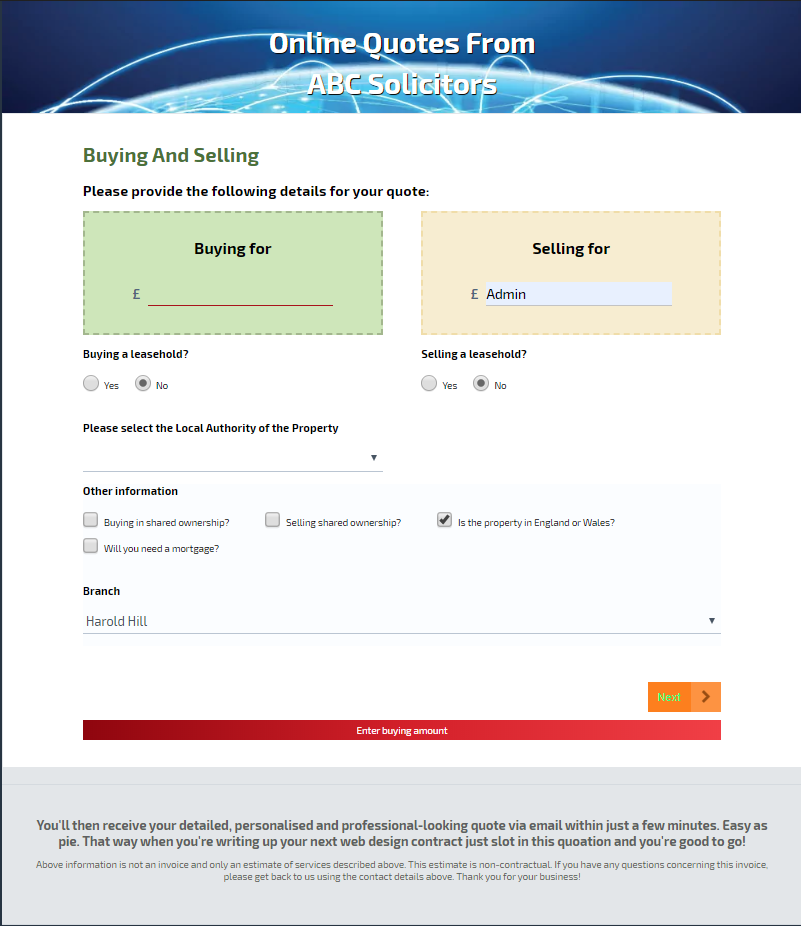 Online Quotes From
ABC Solicitors
Buying And Selling
Please provide the following details for your quote:
Buying for
£
Selling for
£ Admin
Buying a leasehold?
Yes No
Selling a leasehold?
Yes No
Please select the Local Authority of the Property
Other information
Buying in shared ownership? Selling shared ownership? Is the property in England or Wales?
Will you need a mortgage?
Branch
Harold Hill
Next
Enter buying amount
You'll then receive your detailed, personalised and professional-looking quote via email within just a few minutes. Easy as
pie. That way when you're writing up your next web design contract just slot in this quoation and you're good to go!
Above information is not an invoice and only an estimate of services described above. This estimate is non-contractual. If you have any questions concerning this invoice,
please get back to us using the contact details above. Thank you for your business!